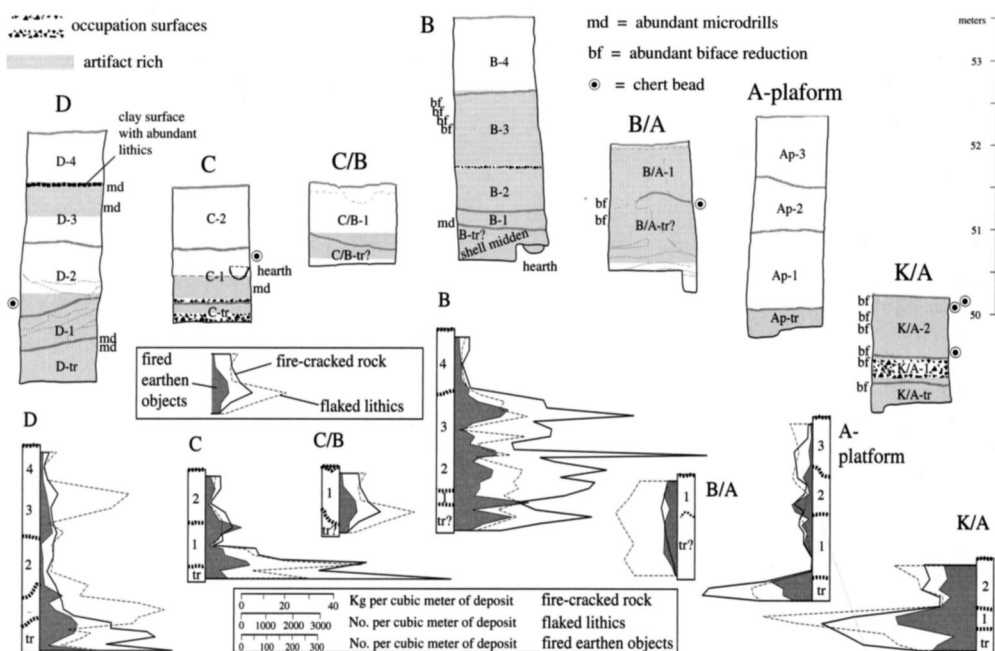 occupation surfaces
artifact rich
md = abundant microdrills
bf = abundant biface reduction
= chert bead
meters
53
52
51
50
D
clay surface
with abundant
lithics
D-4
md
md
D-3
D-2
D-1
md
md
D-tr
C
C-2
C-1
hearth
md
C-tr
C/B
C/B-1
C/B-tr?
B
B-4
bf
bf
bf
bf
B-3
B-2
md
B-1
B-tr?
shell midden
hearth
B/A
B/A-1
bf
bf
B/A-tr?
A-plaform
Ap-3
Ap-2
Ap-1
Ap-tr
K/A
bf
bf
bf
K/A-2
bf
bf
K/A-1
bf
K/A-tr
fired
earthen
objects
fire-cracked rock
flaked lithics
D
4
3
2
1
tr
C
2
1
tr
C/B
1
tr?
B
4
3
2
1
tr?
B/A
1
tr?
A-
platform
3
2
1
tr
K/A
2
1
tr
0 20 40
Kg per cubic meter of deposit fire-cracked rock
0 1000 2000 3000
No. per cubic meter of deposit flaked lithics
0 100 200 300
No. per cubic meter of deposit fired earthen objects